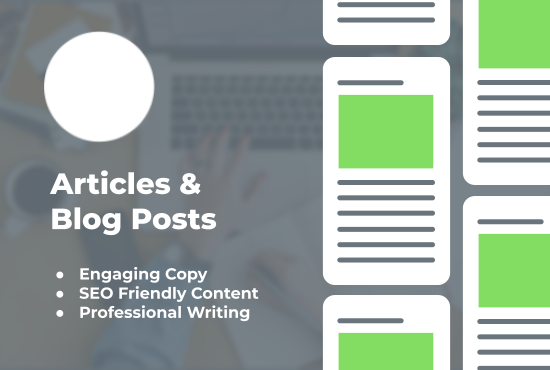 Articles &
Blog Posts
• Engaging Copy
• SEO Friendly Content
• Professional Writing